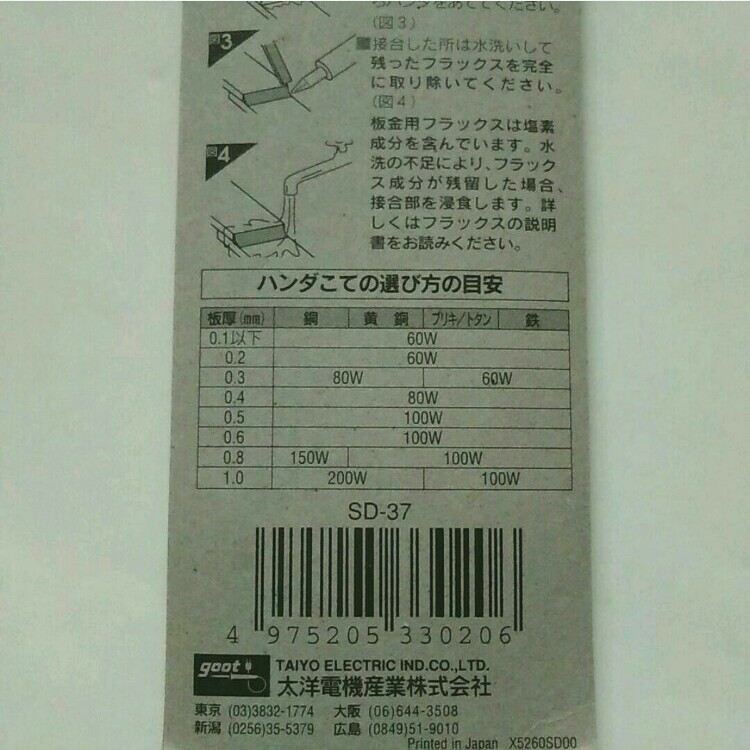 (図3)
図3
■接合した所は水洗いして
残ったフラックスを完全
に取り除いてください。
(図4)
図4
板金用フラックスは塩素
成分を含んでいます。水
洗の不足により、フラック
ス成分が残留した場合、
接合部を浸食します。詳
しくはフラックスの説明
書をお読みください。
ハンダこての選び方の目安
板厚(mm) 銅 黄銅 ブリキ/トタン 鉄
0.1以下 60W
0.2 60W
0.3 80W 60W
0.4 80W
0.5 100W
0.6 100W
0.8 150W 100W
1.0 200W 100W
SD-37
4 975205 330206
goot TAIYO ELECTRIC IND.CO.,LTD.
太洋電機産業株式会社
東京 (03)3832-1774 大阪 (06)644-3508
新潟 (0256)35-5379 広島 (0849)51-9010
Printed in Japan X5260SD00